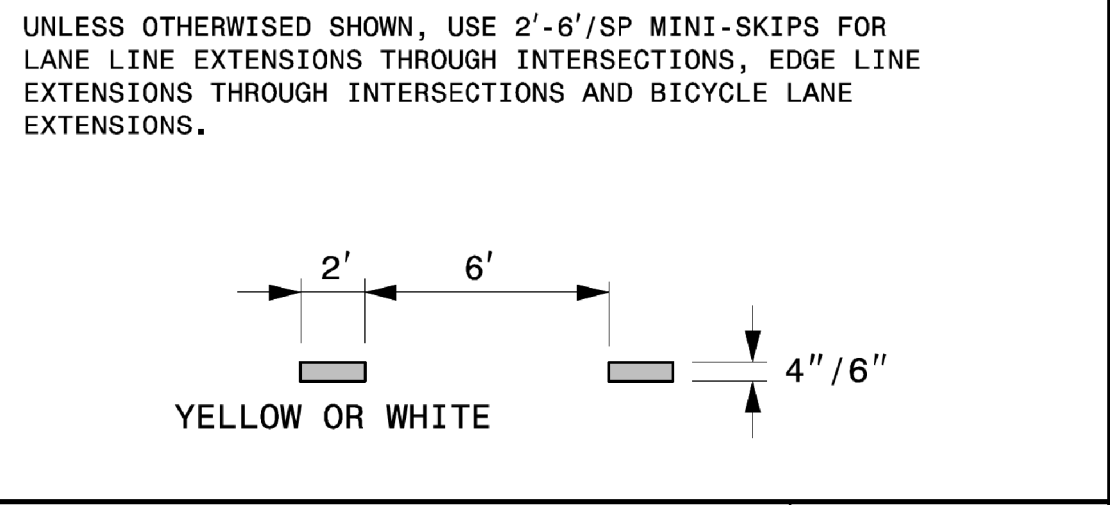 UNLESS OTHERWISED SHOWN, USE 2'-6'/SP MINI-SKIPS FOR
LANE LINE EXTENSIONS THROUGH INTERSECTIONS, EDGE LINE
EXTENSIONS THROUGH INTERSECTIONS AND BICYCLE LANE
EXTENSIONS.
2' 6'
4"/6"
YELLOW OR WHITE